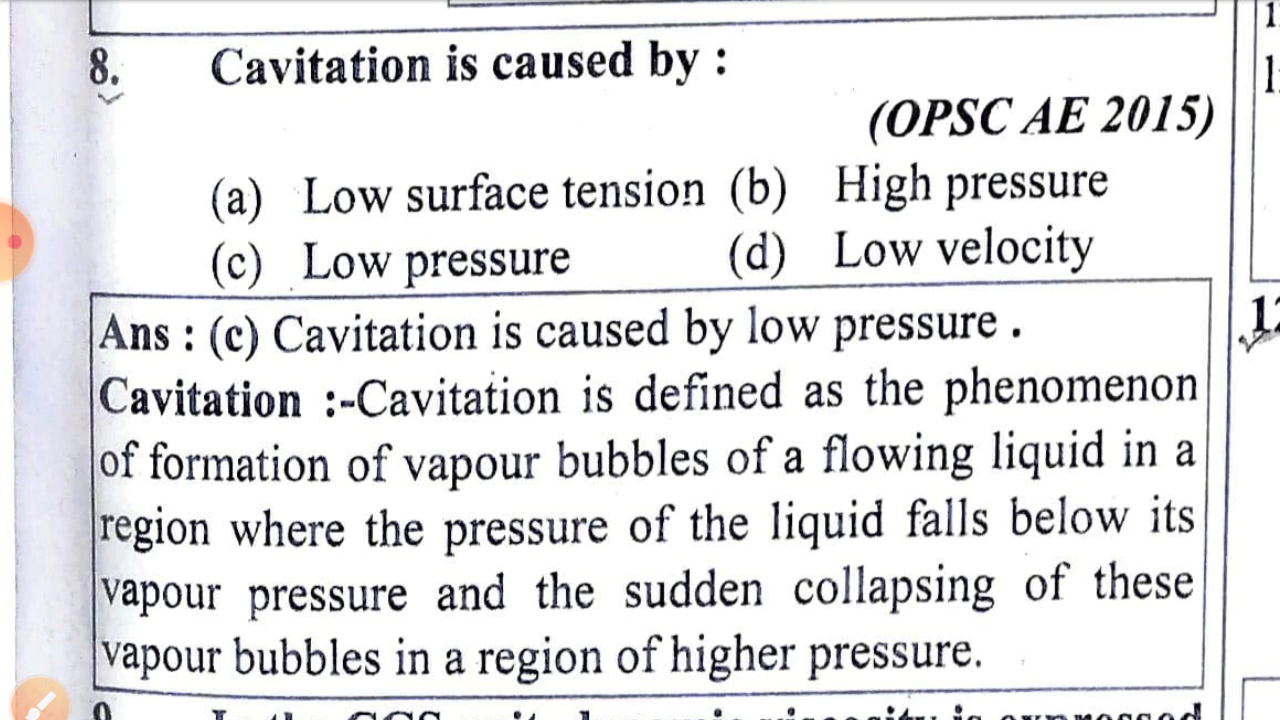 8. Cavitation is caused by :
(OPSC AE 2015)
(a) Low surface tension (b) High pressure
(c) Low pressure (d) Low velocity
Ans : (c) Cavitation is caused by low pressure .
Cavitation :-Cavitation is defined as the phenomenon
of formation of vapour bubbles of a flowing liquid in a
region where the pressure of the liquid falls below its
vapour pressure and the sudden collapsing of these
vapour bubbles in a region of higher pressure.